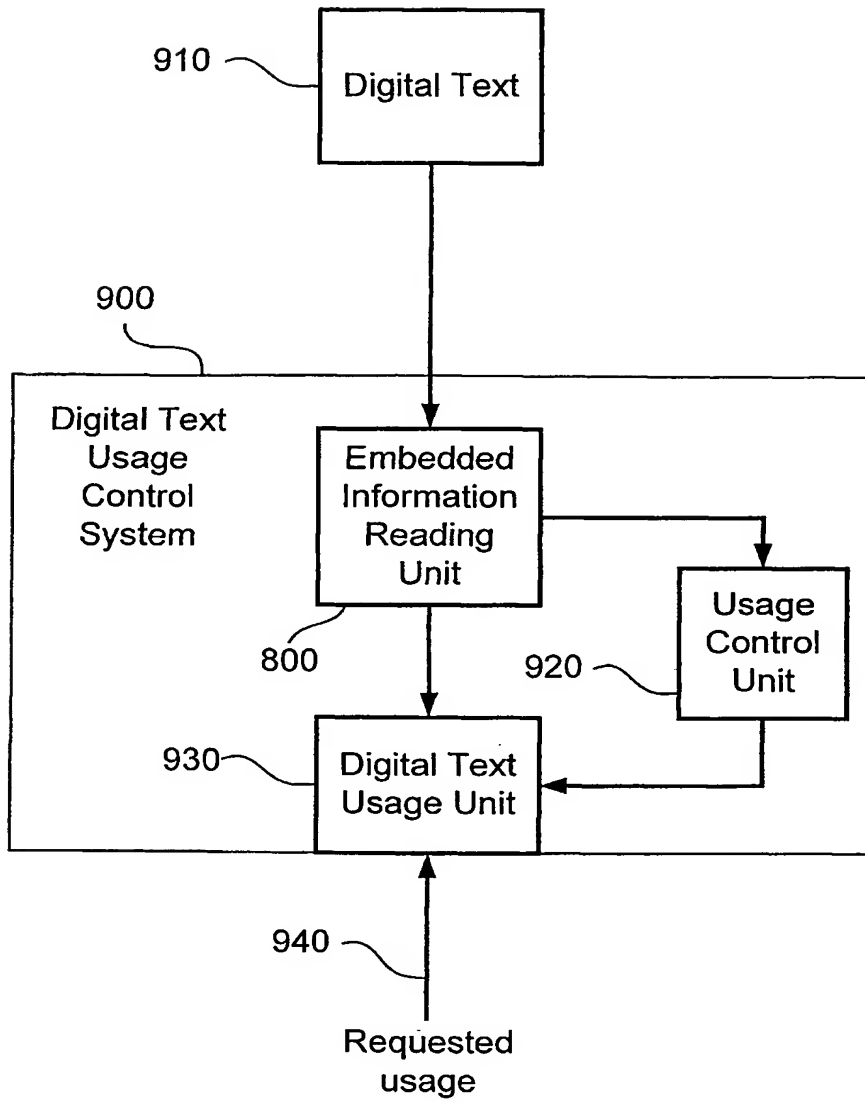 910
Digital Text
900
Digital Text
Usage
Control
System
Embedded
Information
Reading
Unit
800
Usage
Control
Unit
920
930
Digital Text
Usage Unit
940
Requested
usage